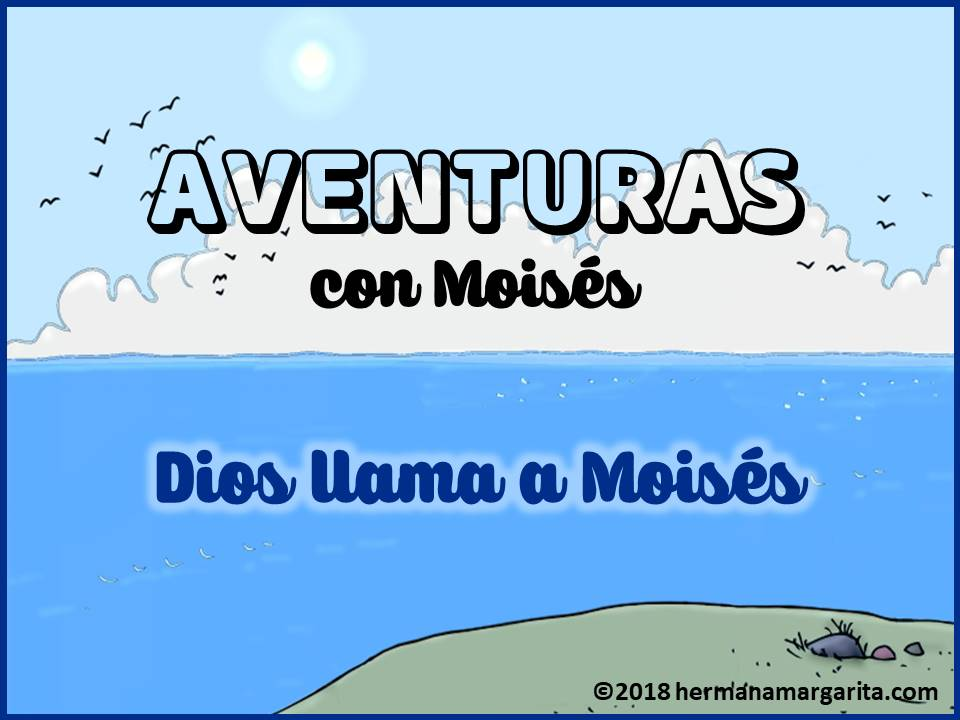 AVENTURAS
con Moisés
Dios llama a Moisés
©2018 hermanamargarita.com